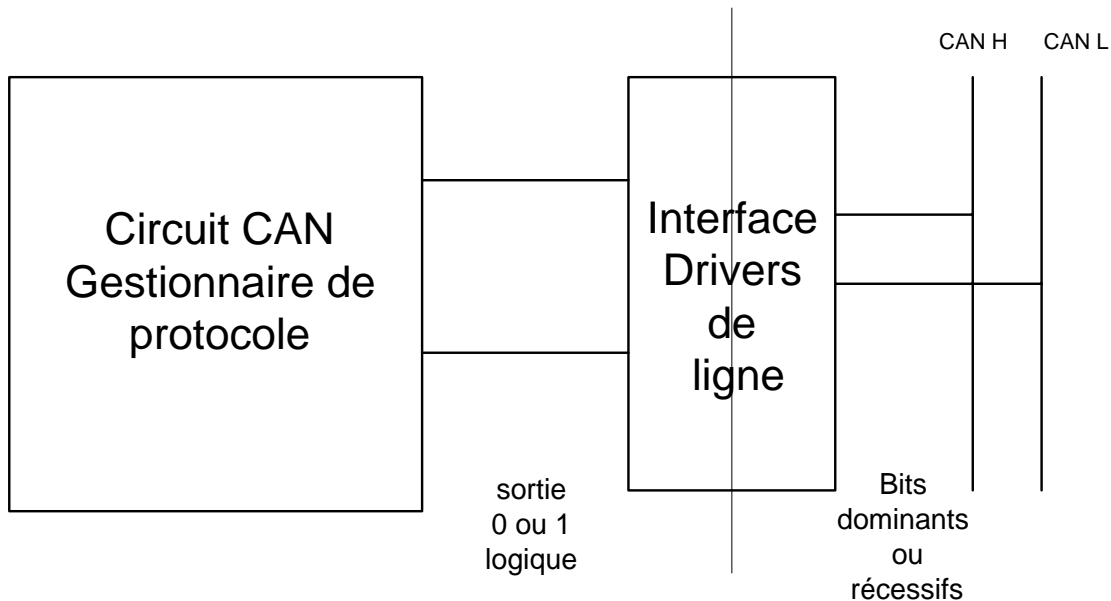 CAN H CAN L
Circuit CAN
Gestionnaire de
protocole
Interface
Drivers
de
ligne
sortie
0 ou 1
logique
Bits
dominants
ou
récessifs